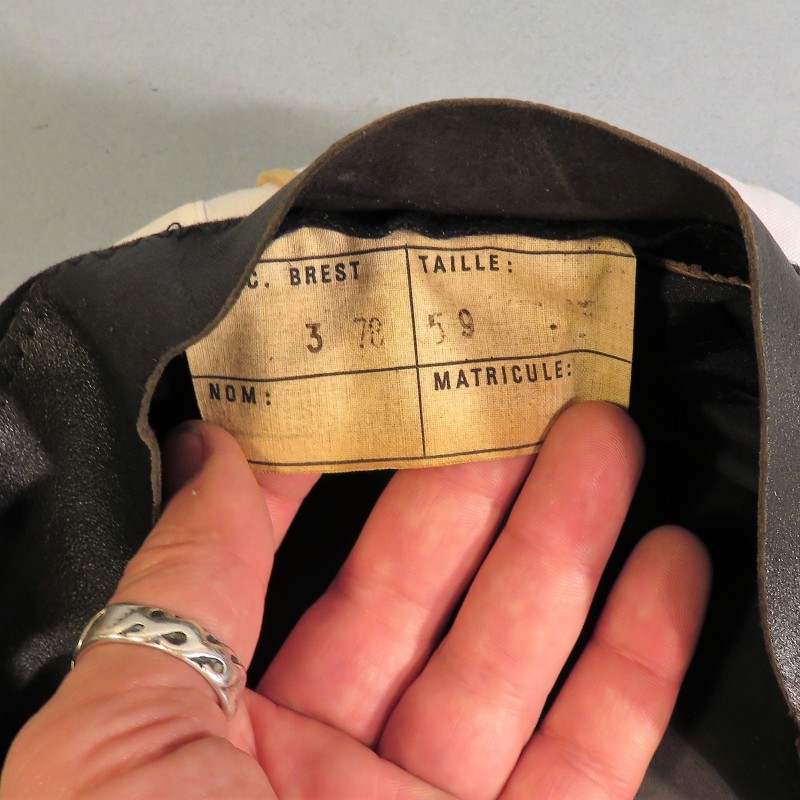 C. BREST
TAILLE:
3 78
59
NOM:
MATRICULE: